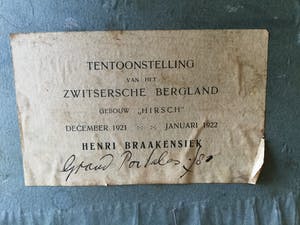 TENTOONSTELLING
VAN HET
ZWITSERSCHE BERGLAND
GEBOUW „HIRSCH"
DECEMBER 1921 :-: :-: JANUARI 1922
HENRI BRAAKENSIEK
Grand